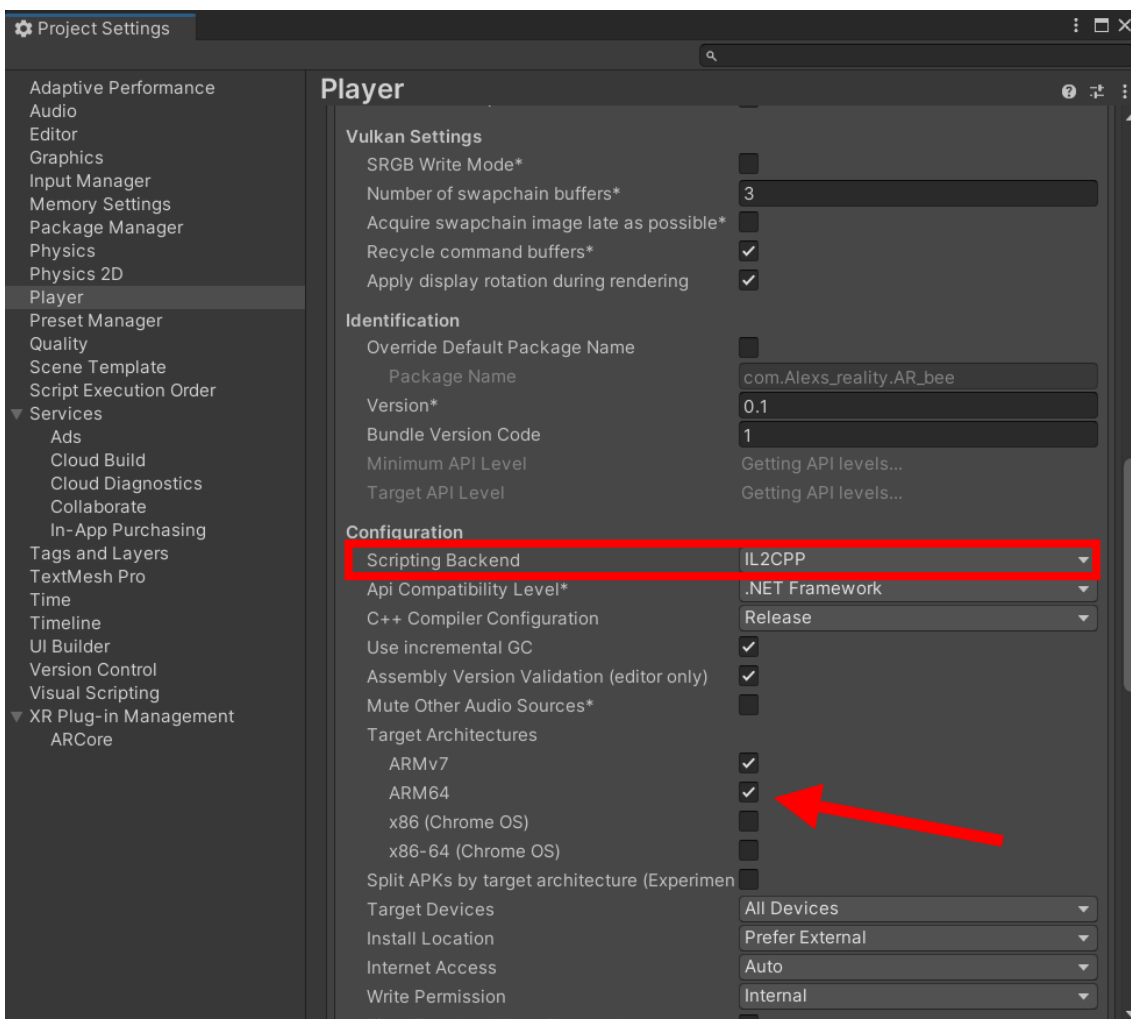 Project Settings
Adaptive Performance
Audio
Editor
Graphics
Input Manager
Memory Settings
Package Manager
Physics
Physics 2D
Player
Preset Manager
Quality
Scene Template
Script Execution Order
Services
Ads
Cloud Build
Cloud Diagnostics
Collaborate
In-App Purchasing
Tags and Layers
TextMesh Pro
Time
Timeline
UI Builder
Version Control
Visual Scripting
XR Plug-in Management
ARCore
Player
Vulkan Settings
SRGB Write Mode*
Number of swapchain buffers* 3
Acquire swapchain image late as possible*
Recycle command buffers*
Apply display rotation during rendering
Identification
Override Default Package Name
Package Name com.Alexs_reality.AR_bee
Version* 0.1
Bundle Version Code 1
Minimum API Level Getting API levels...
Target API Level Getting API levels...
Configuration
Scripting Backend IL2CPP
Api Compatibility Level* .NET Framework
C++ Compiler Configuration Release
Use incremental GC
Assembly Version Validation (editor only)
Mute Other Audio Sources*
Target Architectures
ARMv7
ARM64
x86 (Chrome OS)
x86-64 (Chrome OS)
Split APKs by target architecture (Experimen
Target Devices All Devices
Install Location Prefer External
Internet Access Auto
Write Permission Internal